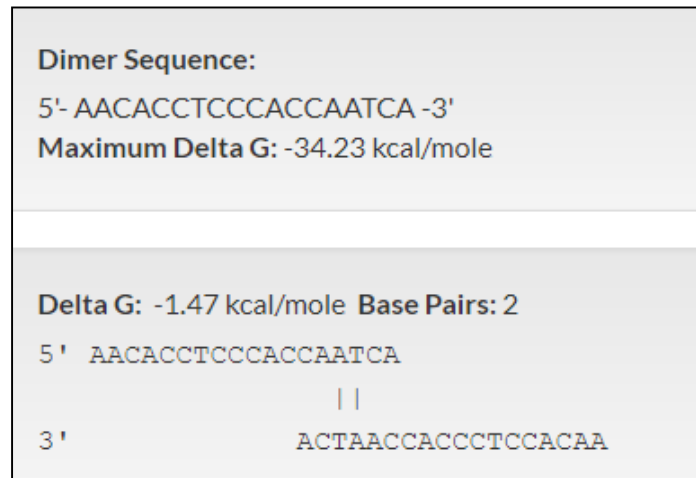 Dimer Sequence:
5'- AACACCTCCCACCAATCA -3'
Maximum Delta G: -34.23 kcal/mole
Delta G: -1.47 kcal/mole Base Pairs: 2
5' AACACCTCCCACCAATCA
||
3' ACTAACCACCCTCCACAA